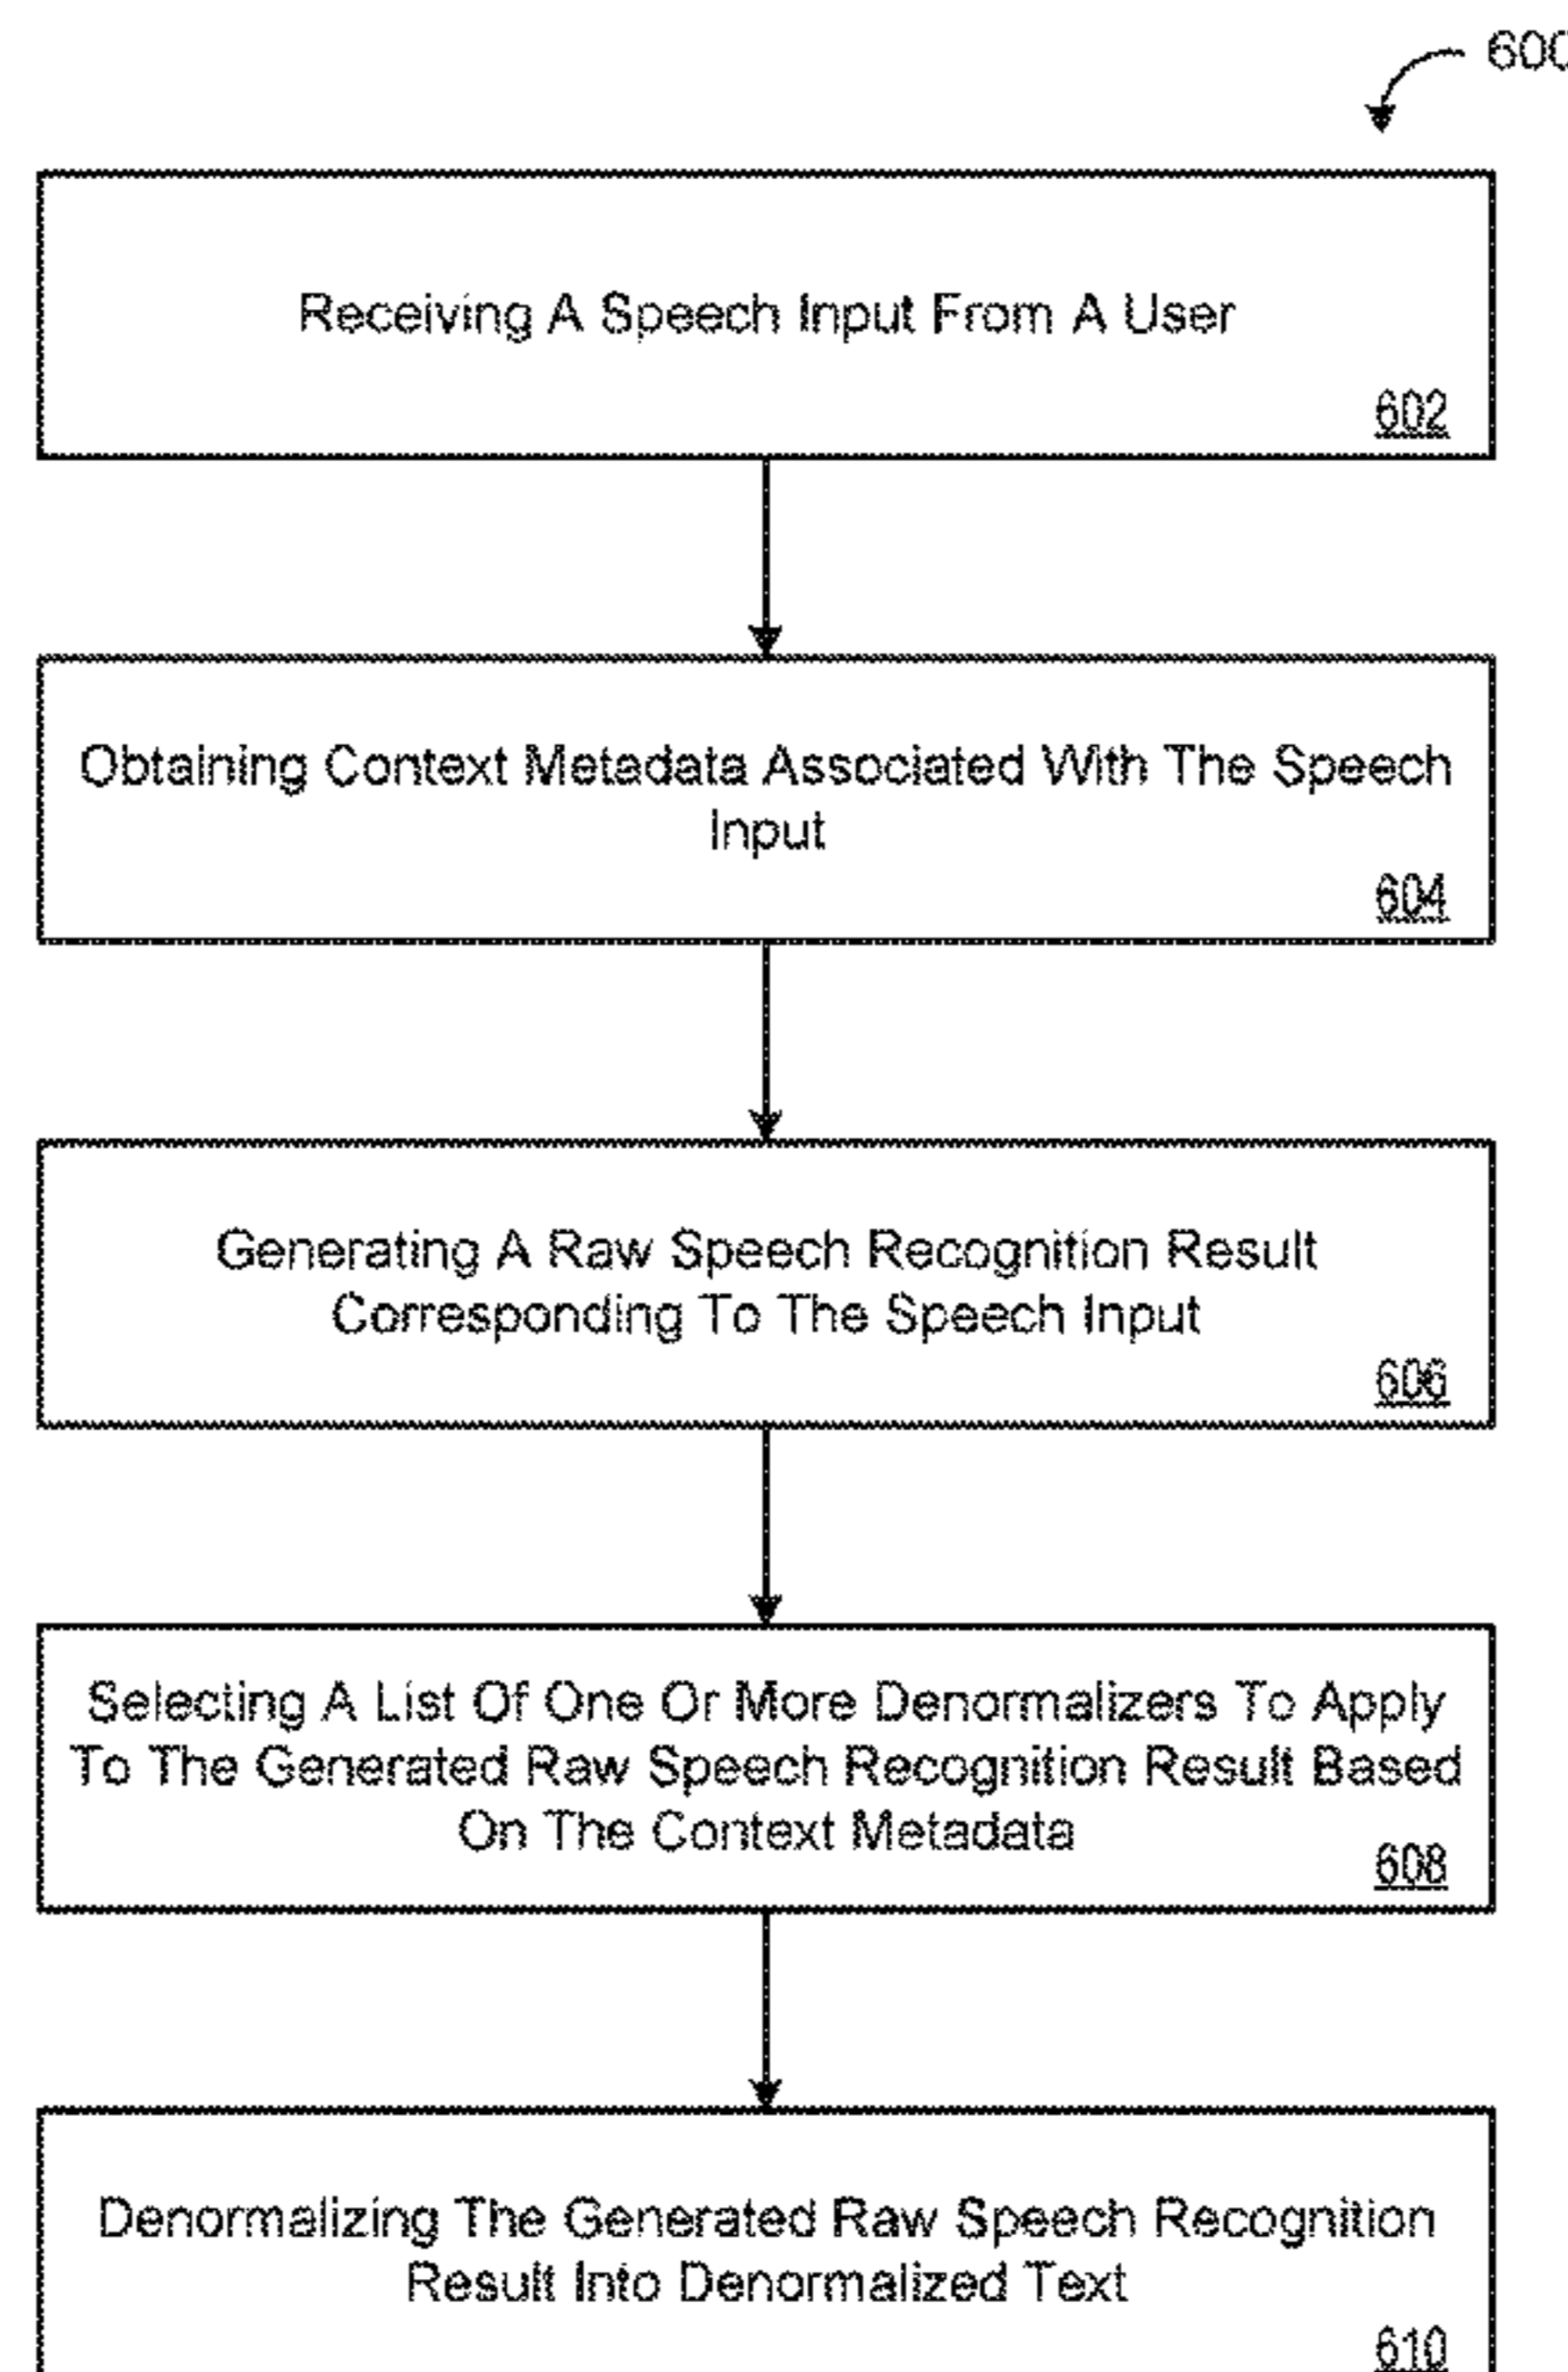 600
Receiving A Speech Input From A User
602
Obtaining Context Metadata Associated With The Speech
Input
604
Generating A Raw Speech Recognition Result
Corresponding To The Speech Input
606
Selecting A List Of One Or More Denormalizers To Apply
To The Generated Raw Speech Recognition Result Based
On The Context Metadata
608
Denormalizing The Generated Raw Speech Recognition
Result Into Denormalized Text
610